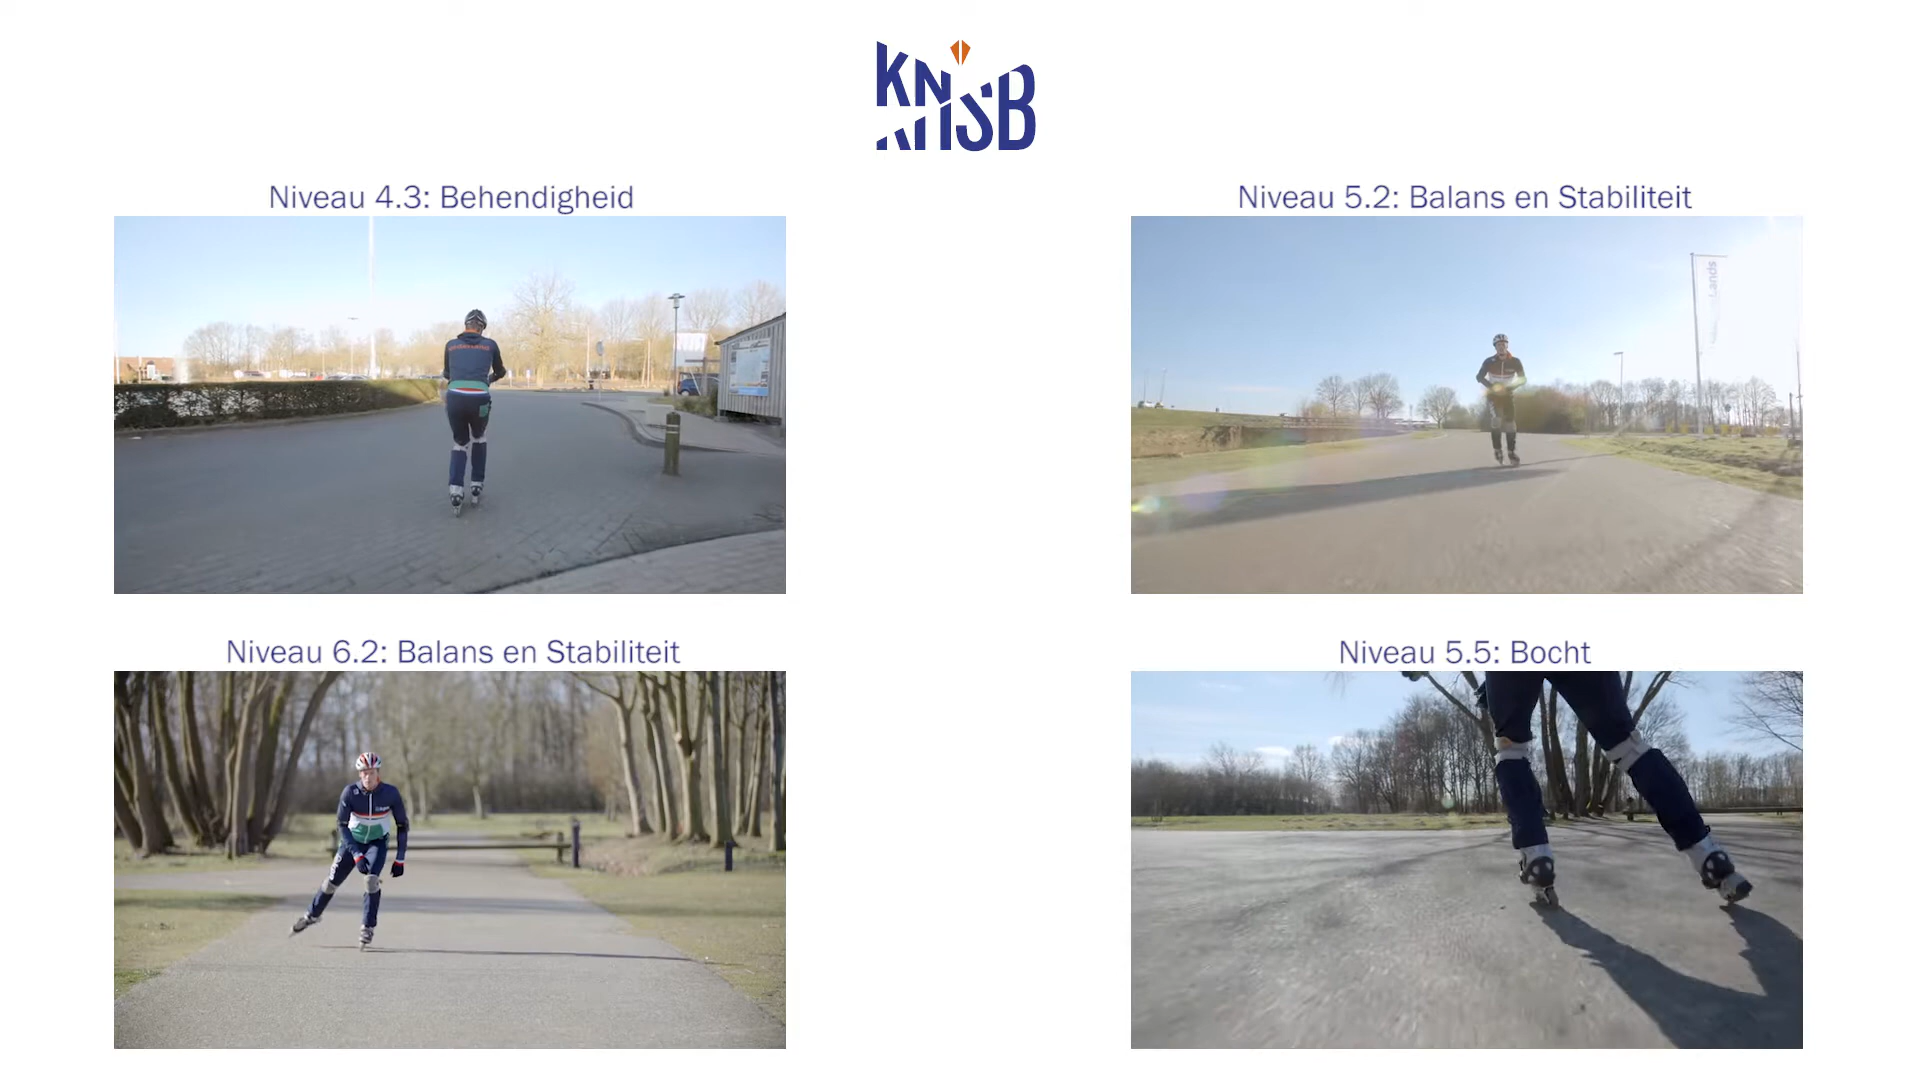 KNSB
Niveau 4.3: Behendigheid
Niveau 5.2: Balans en Stabiliteit
Niveau 6.2: Balans en Stabiliteit
Niveau 5.5: Bocht